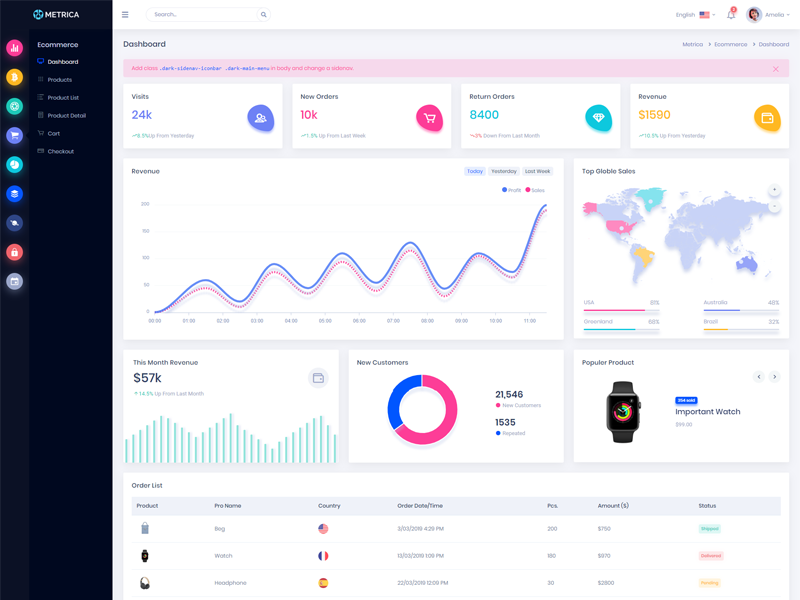 METRICA
Search..
English
3
Amelia
Ecommerce
Dashboard
Products
Product List
Product Detail
Cart
Checkout
Dashboard
Metrica > Ecommerce > Dashboard
Add class .dark-sidenav-iconbar .dark-main-menu in body and change a sidenav.
Visits
24k
8.5%Up From Yesterday
New Orders
10k
1.5% Up From Last Week
Return Orders
8400
3% Down From Last Month
Revenue
$1590
10.5% Up From Yesterday
Revenue
Today Yesterday Last Week
Profit Sales
200
150
100
50
0
00:00 01:00 02:00 03:00 04:00 05:00 06:00 07:00 08:00 09:00 10:00 11:00
Top Globle Sales
+
-
USA 81% Australia 48%
Greenland 68% Brazil 33%
This Month Revenue
$57k
14.5% Up From Last Month
New Customers
21,546
New Customers
1535
Repeated
Populer Product
354 sold
Important Watch
$99.00
Order List
Product Pro Name Country Order Date/Time Pcs. Amount ($) Status
Beg 3/03/2019 4:29 PM 200 $750 Shipped
Watch 13/03/2019 1:09 PM 180 $970 Delivered
Headphone 22/03/2019 12:09 PM 30 $2800 Pending